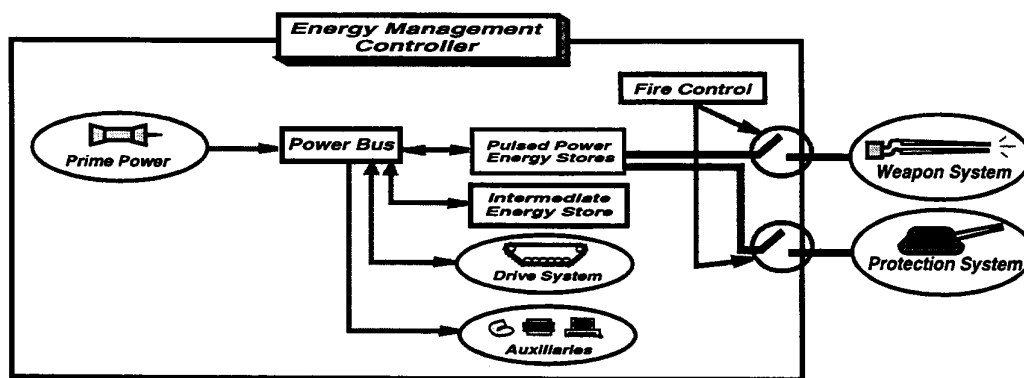 Energy Management
Controller
Fire Control
Prime Power
Power Bus
Pulsed Power
Energy Stores
Weapon System
Intermediate
Energy Store
Drive System
Protection System
Auxiliaries